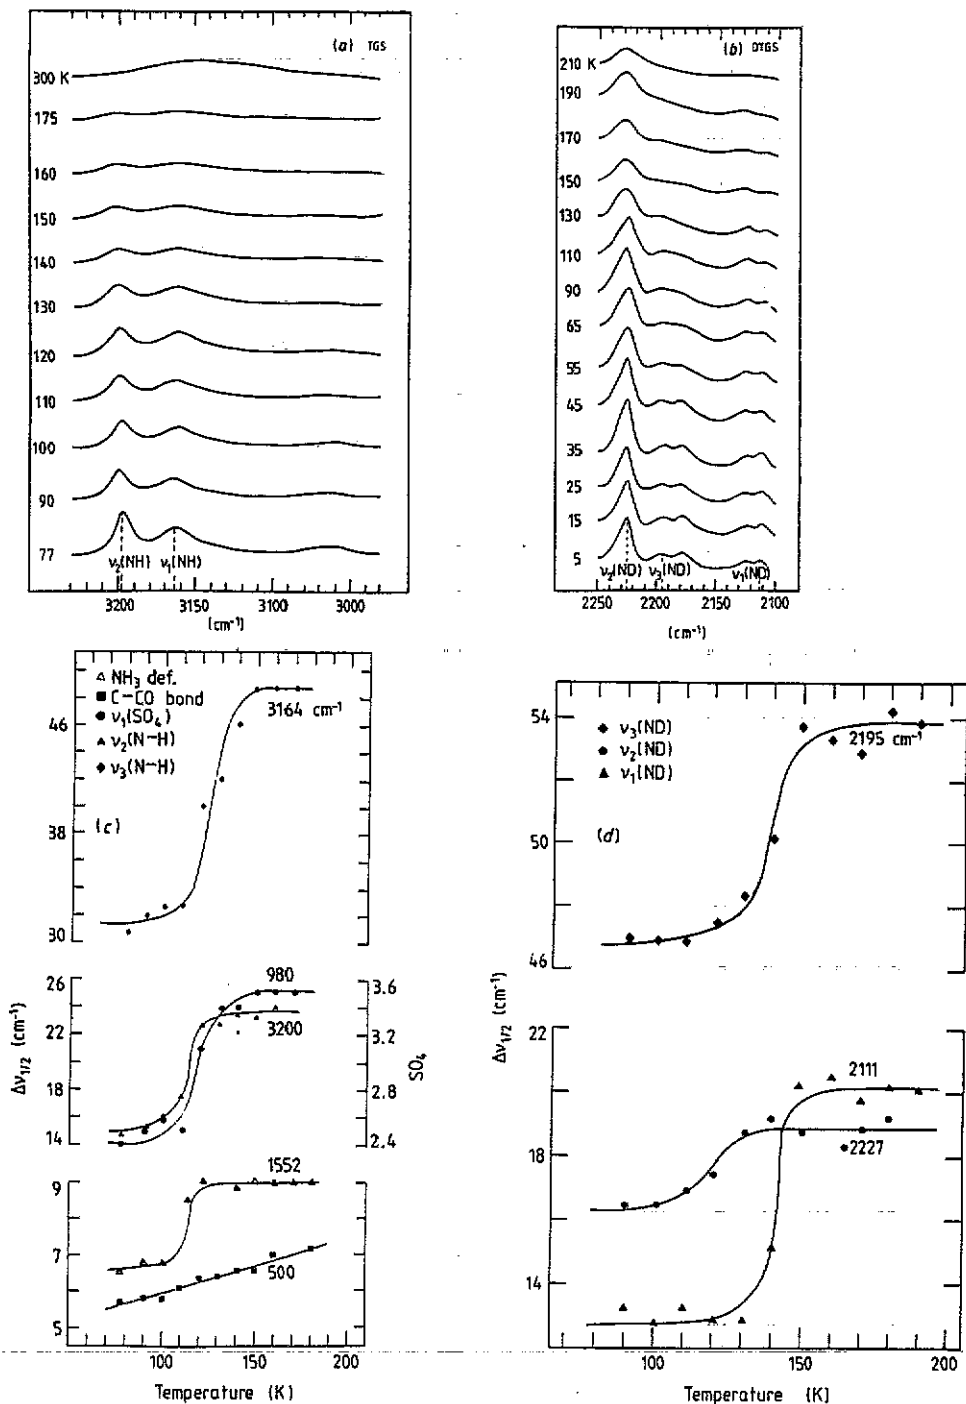 (a) TGS
300 K
175
160
150
140
130
120
110
100
90
77
ν₂(NH) ν₁(NH)
3200 3150 3100 3000
(cm⁻¹)
(b) DTGS
210 K
190
170
150
130
110
90
65
55
45
35
25
15
5
ν₂(ND) ν₃(ND) ν₁(ND)
2250 2200 2150 2100
(cm⁻¹)
△ NH₃ def.
■ C–CO bond
● ν₁(SO₄)
▲ ν₂(N–H)
◆ ν₃(N–H)
(c)
3164 cm⁻¹
46
38
30
980
3200
26
22
18
14
3.6
3.2
2.8
2.4
SO₄
Δν₁/₂ (cm⁻¹)
1552
500
9
7
5
100 150 200
Temperature (K)
◆ ν₃(ND)
● ν₂(ND)
▲ ν₁(ND)
(d)
2195 cm⁻¹
54
50
46
Δν₁/₂ (cm⁻¹)
2111
2227
22
18
14
100 150 200
Temperature (K)